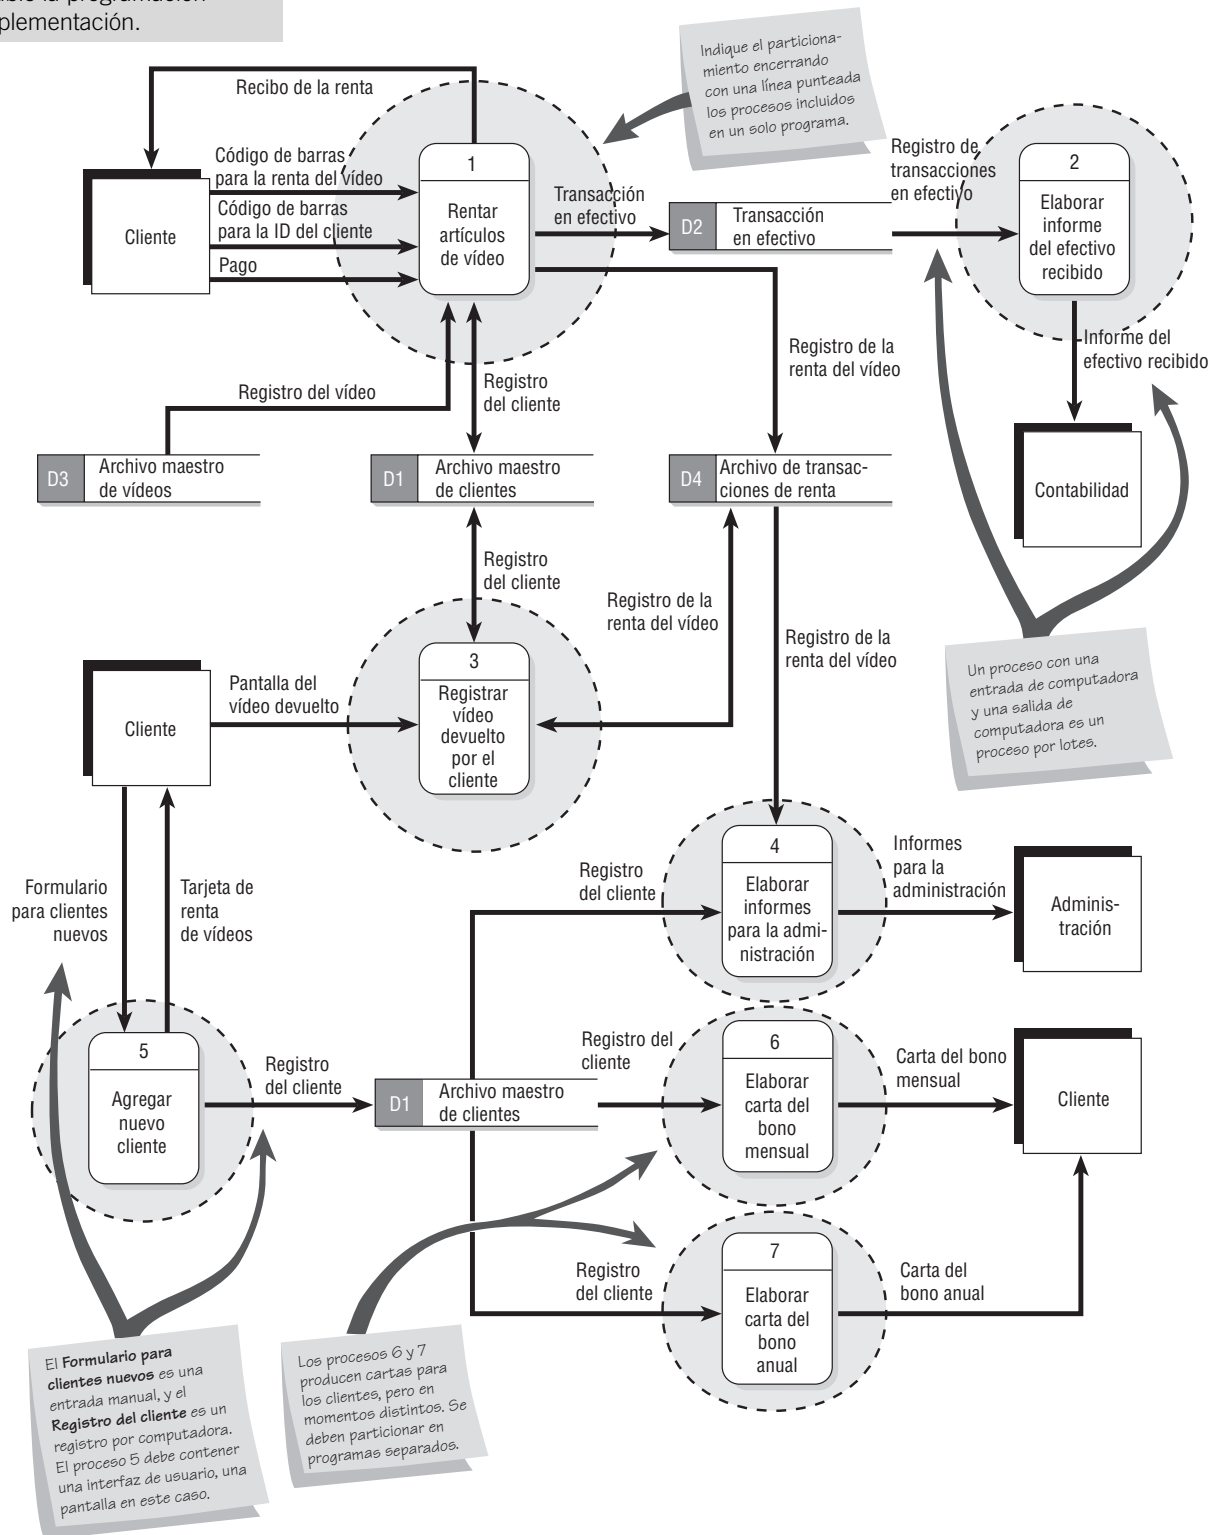 plementación.
Indique el particiona-
miento encerrando
con una línea punteada
los procesos incluidos
en un solo programa.
Recibo de la renta
Código de barras
para la renta del vídeo
Código de barras
para la ID del cliente
Pago
Cliente
1
Rentar
artículos
de vídeo
Transacción
en efectivo
D2
Transacción
en efectivo
Registro de
transacciones
en efectivo
2
Elaborar
informe
del efectivo
recibido
Informe del
efectivo recibido
Registro de la
renta del vídeo
Registro del vídeo
Registro
del cliente
D3
Archivo maestro
de vídeos
D1
Archivo maestro
de clientes
D4
Archivo de transac-
ciones de renta
Contabilidad
Registro
del cliente
Registro de la
renta del vídeo
Registro de la
renta del vídeo
Un proceso con una
entrada de computadora
y una salida de
computadora es un
proceso por lotes.
Cliente
Pantalla del
vídeo devuelto
3
Registrar
vídeo
devuelto
por el
cliente
Formulario
para clientes
nuevos
Tarjeta de
renta
de vídeos
Registro
del cliente
4
Elaborar
informes
para la admi-
nistración
Informes
para la
administración
Adminis-
tración
5
Agregar
nuevo
cliente
Registro
del cliente
D1
Archivo maestro
de clientes
Registro del
cliente
6
Elaborar
carta del
bono
mensual
Carta del bono
mensual
Cliente
Registro
del cliente
7
Elaborar
carta del
bono
anual
Carta del
bono anual
El Formulario para
clientes nuevos es una
entrada manual, y el
Registro del cliente es un
registro por computadora.
El proceso 5 debe contener
una interfaz de usuario, una
pantalla en este caso.
Los procesos 6 y 7
producen cartas para
los clientes, pero en
momentos distintos. Se
deben particionar en
programas separados.